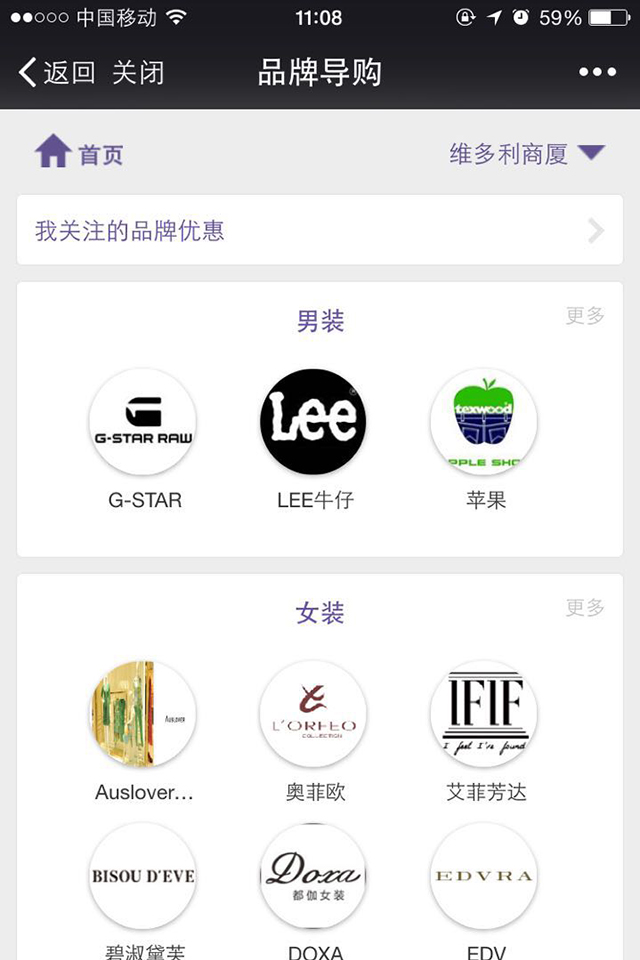 中国移动 11:08 59%
返回 关闭 品牌导购
首页 维多利商厦
我关注的品牌优惠
男装 更多
G-STAR RAW
Lee
texwood
PPLE SHO
G-STAR LEE牛仔 苹果
女装 更多
AUSLOVER
L'ORFEO
COLLECTION
IFIF
I feel I've found
Auslover... 奥菲欧 艾菲芳达
BISOU D'EVE
Doxa
都伽女装
EDVRA
碧淑黛芙 DOXA EDV